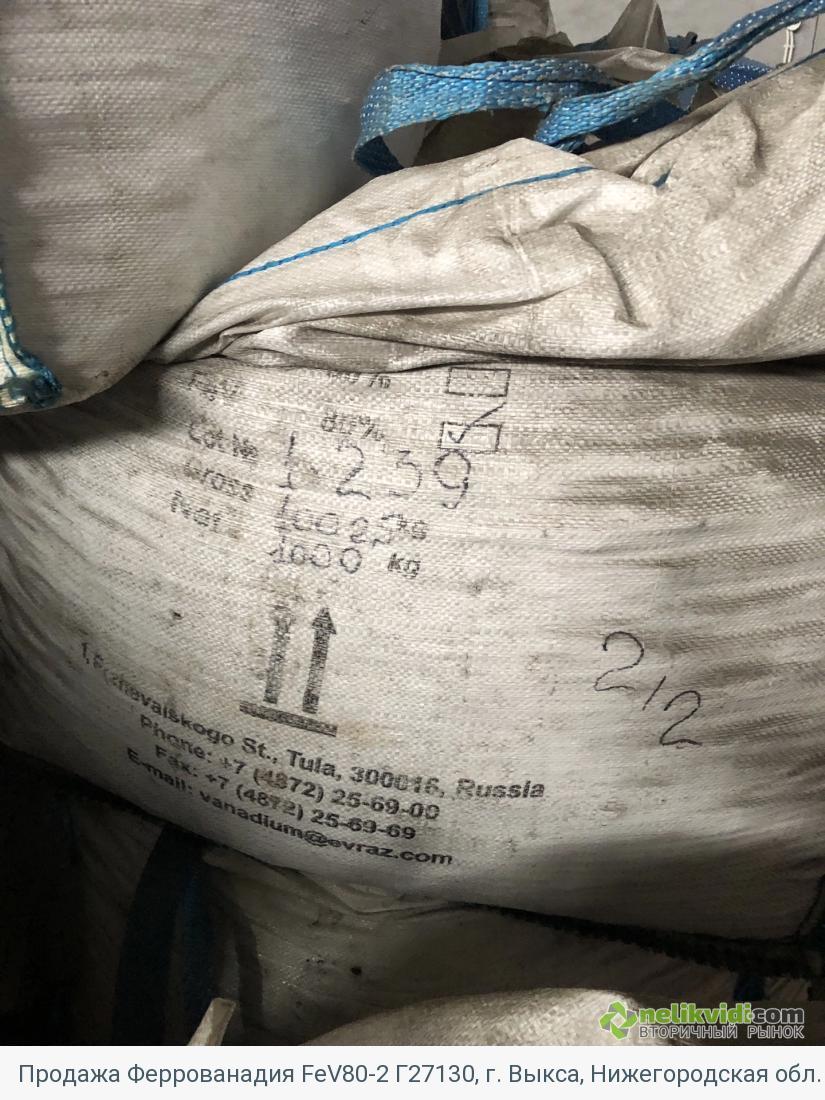 80%
Lot №
1239
Gross 10025 kg
Net 1000 kg
2/2
St., Tula, 300016, Russia
Phone: +7 (4872) 25-69-00
Fax: +7 (4872) 25-69-69
E-mail: vanadium@evraz.com
nelikvidi.com
ВТОРИЧНЫЙ РЫНОК
Продажа Феррованадия FeV80-2 Г27130, г. Выкса, Нижегородская обл.